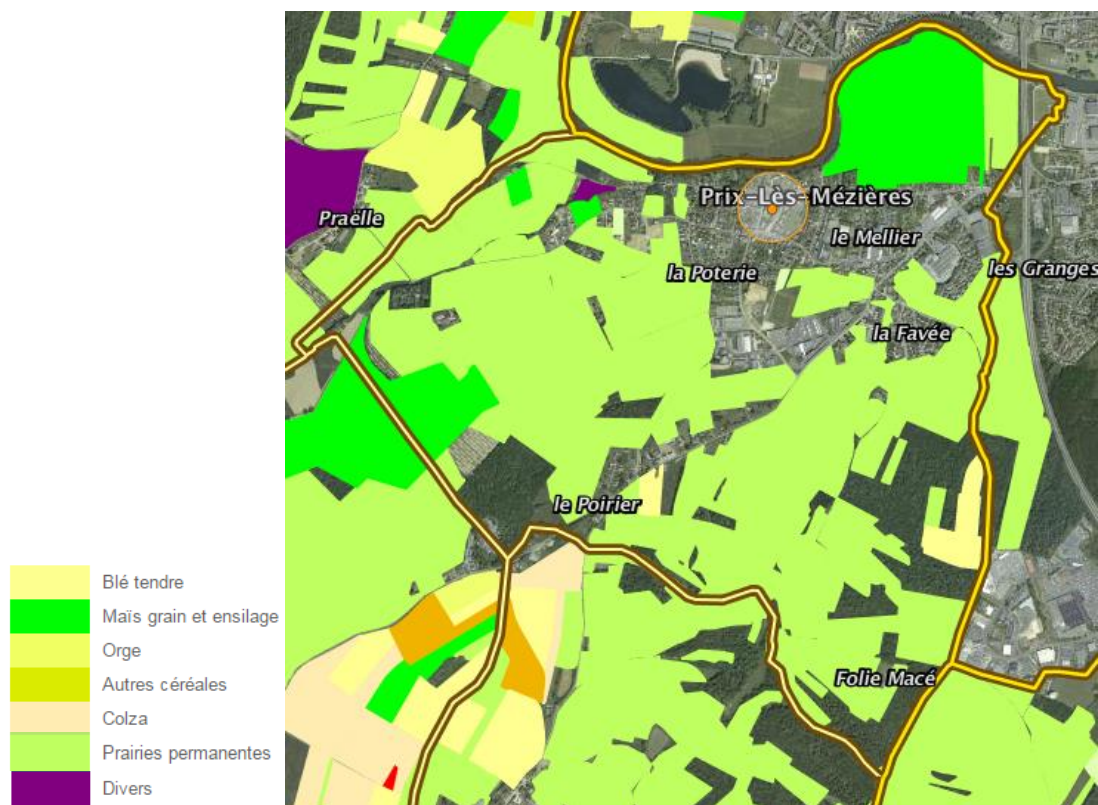 Praëlle
Prix-Lès-Mézières
le Mellier
la Poterie
les Granges
la Favée
le Poirier
Folie Macé
Blé tendre
Maïs grain et ensilage
Orge
Autres céréales
Colza
Prairies permanentes
Divers